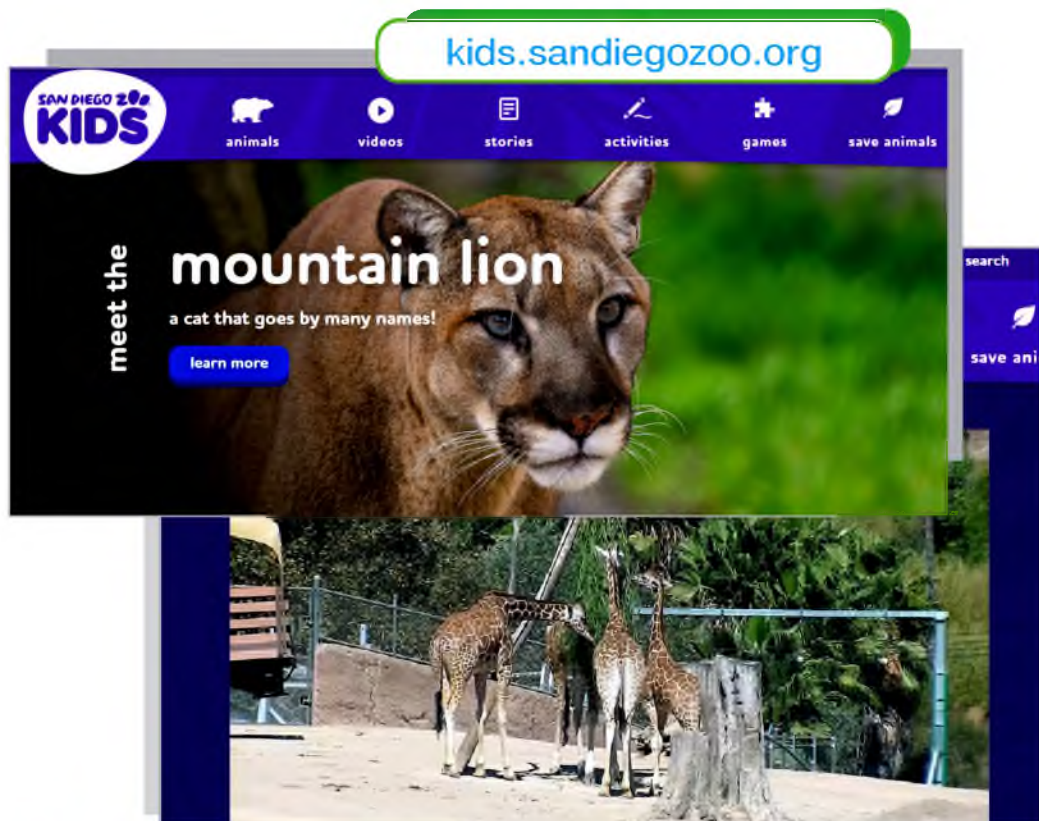 kids.sandiegozoo.org
SAN DIEGO ZOO
KIDS
animals
videos
stories
activities
games
save animals
meet the
mountain lion
a cat that goes by many names!
learn more
search
save ani